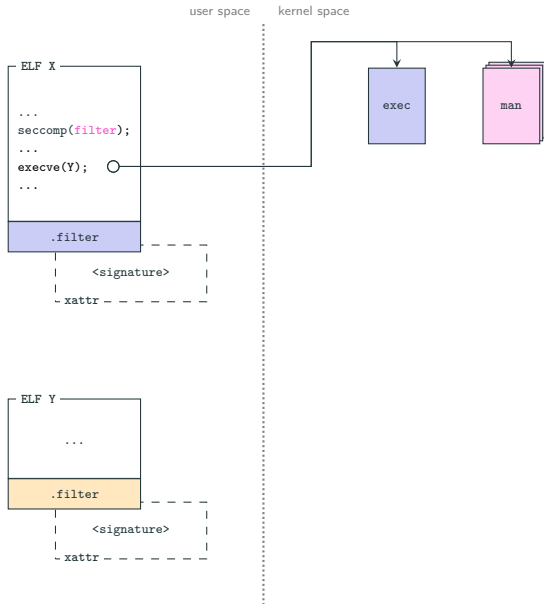 user space
kernel space
ELF X
...
seccomp(filter);
...
execve(Y);
...
.filter
<signature>
xattr
exec
man
ELF Y
...
.filter
<signature>
xattr